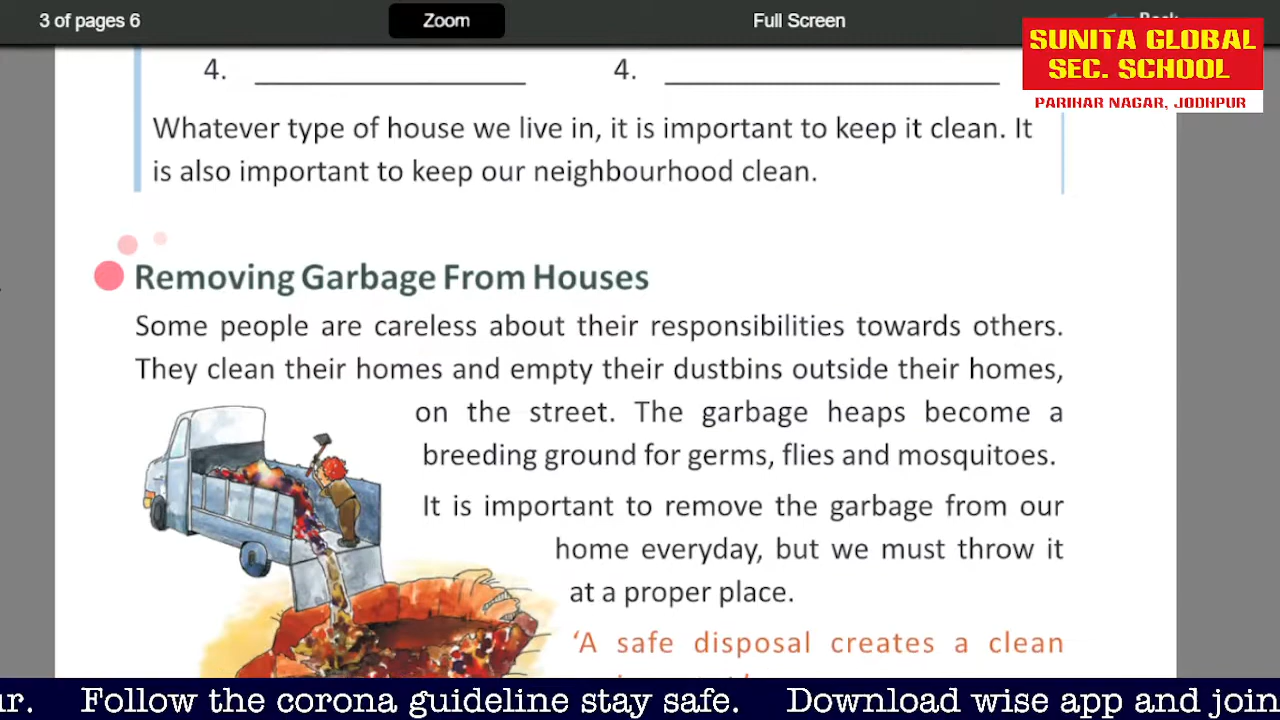 3 of pages 6
Zoom
Full Screen
Back
SUNITA GLOBAL
SEC. SCHOOL
PARIHAR NAGAR, JODHPUR
4. ____________________ 4. ____________________
Whatever type of house we live in, it is important to keep it clean. It
is also important to keep our neighbourhood clean.
Removing Garbage From Houses
Some people are careless about their responsibilities towards others.
They clean their homes and empty their dustbins outside their homes,
on the street. The garbage heaps become a
breeding ground for germs, flies and mosquitoes.
It is important to remove the garbage from our
home everyday, but we must throw it
at a proper place.
‘A safe disposal creates a clean
ur. Follow the corona guideline stay safe. Download wise app and join